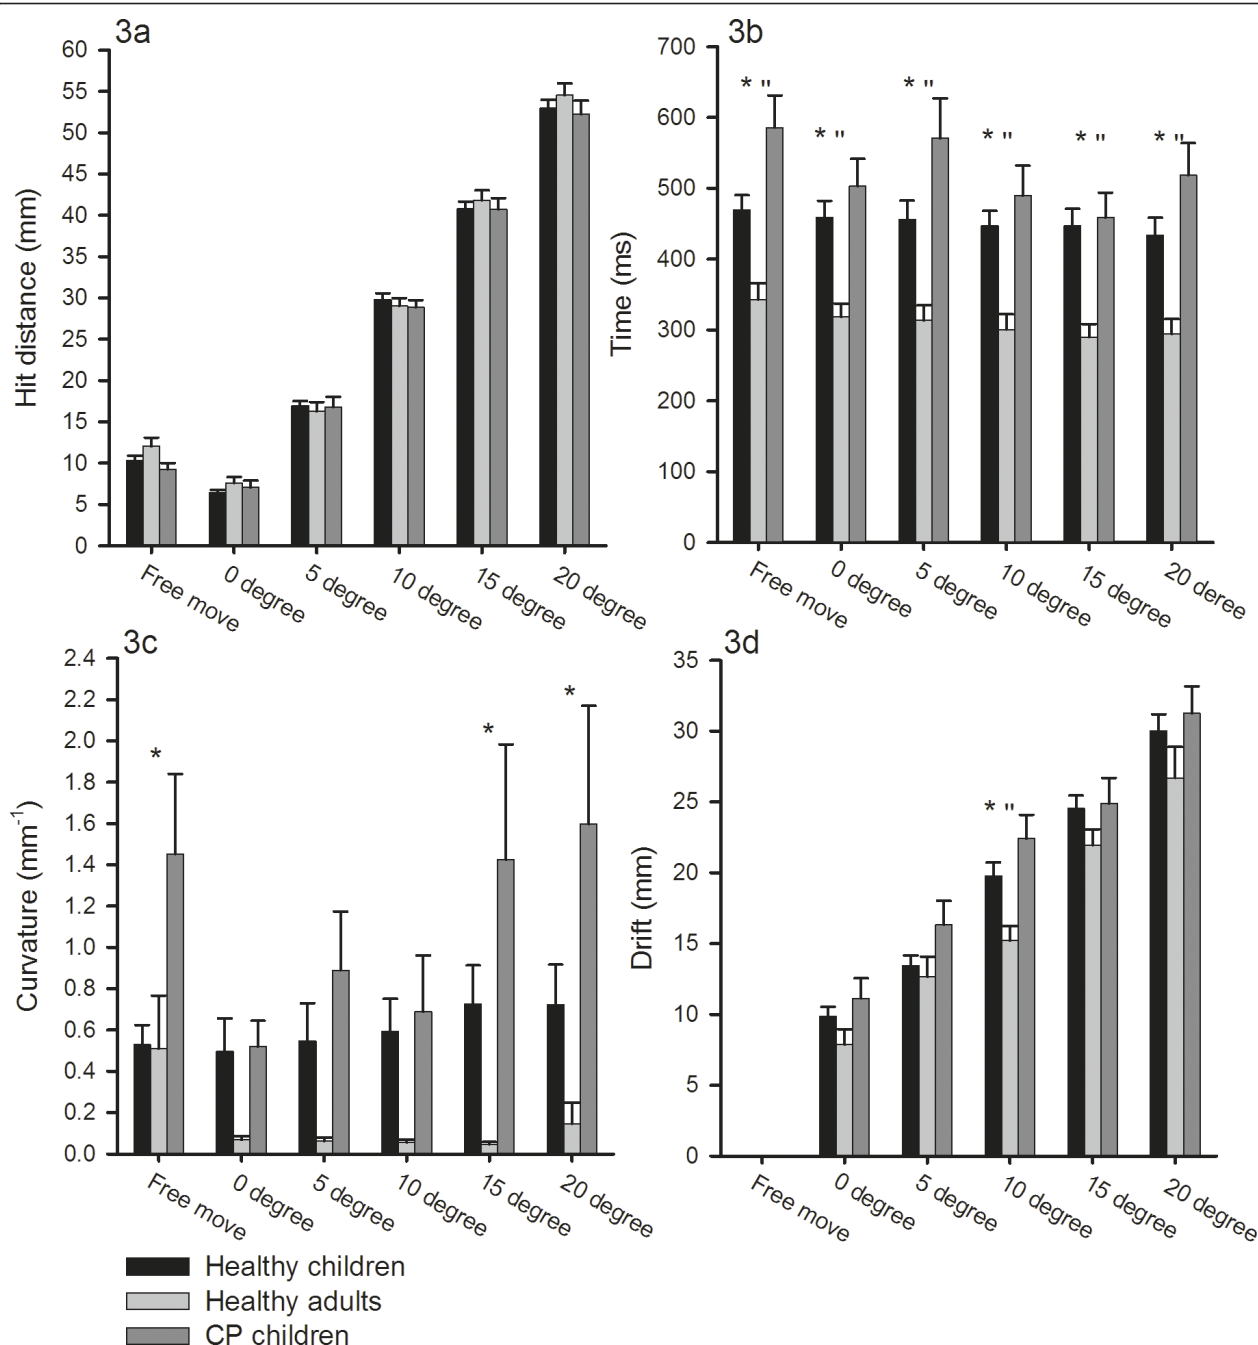 3a
60
55
50
45
40
35
30
25
20
15
10
5
0
Hit distance (mm)
Free move
0 degree
5 degree
10 degree
15 degree
20 degree
3b
700
600
500
400
300
200
100
0
Time (ms)
* "
* "
* "
* "
* "
* "
Free move
0 degree
5 degree
10 degree
15 degree
20 deree
3c
2.4
2.2
2.0
1.8
1.6
1.4
1.2
1.0
0.8
0.6
0.4
0.2
0.0
Curvature (mm⁻¹)
*
*
*
Free move
0 degree
5 degree
10 degree
15 degree
20 degree
3d
35
30
25
20
15
10
5
0
Drift (mm)
* "
Free move
0 degree
5 degree
10 degree
15 degree
20 degree
Healthy children
Healthy adults
CP children